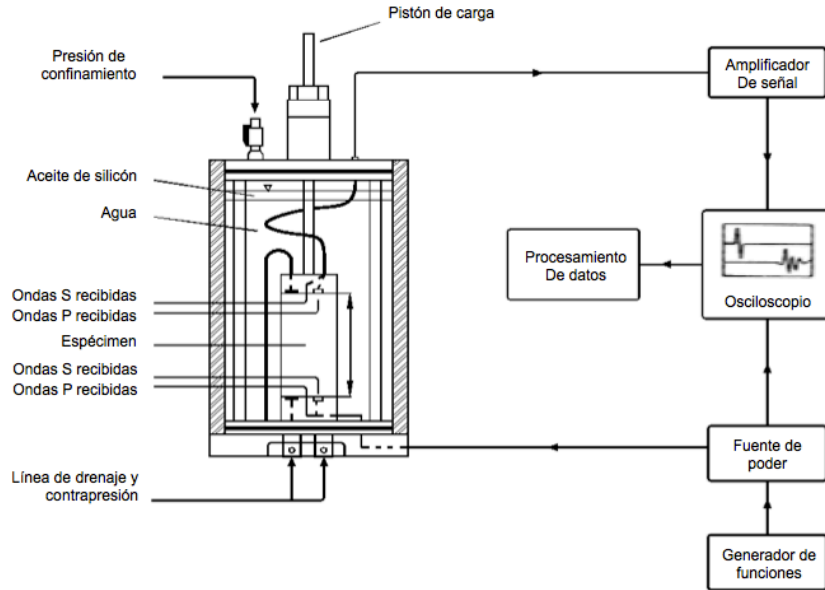 Pistón de carga
Presión de
confinamiento
Amplificador
De señal
Aceite de silicón
Agua
Procesamiento
De datos
Osciloscopio
Ondas S recibidas
Ondas P recibidas
Espécimen
Ondas S recibidas
Ondas P recibidas
Fuente de
poder
Línea de drenaje y
contrapresión
Generador de
funciones